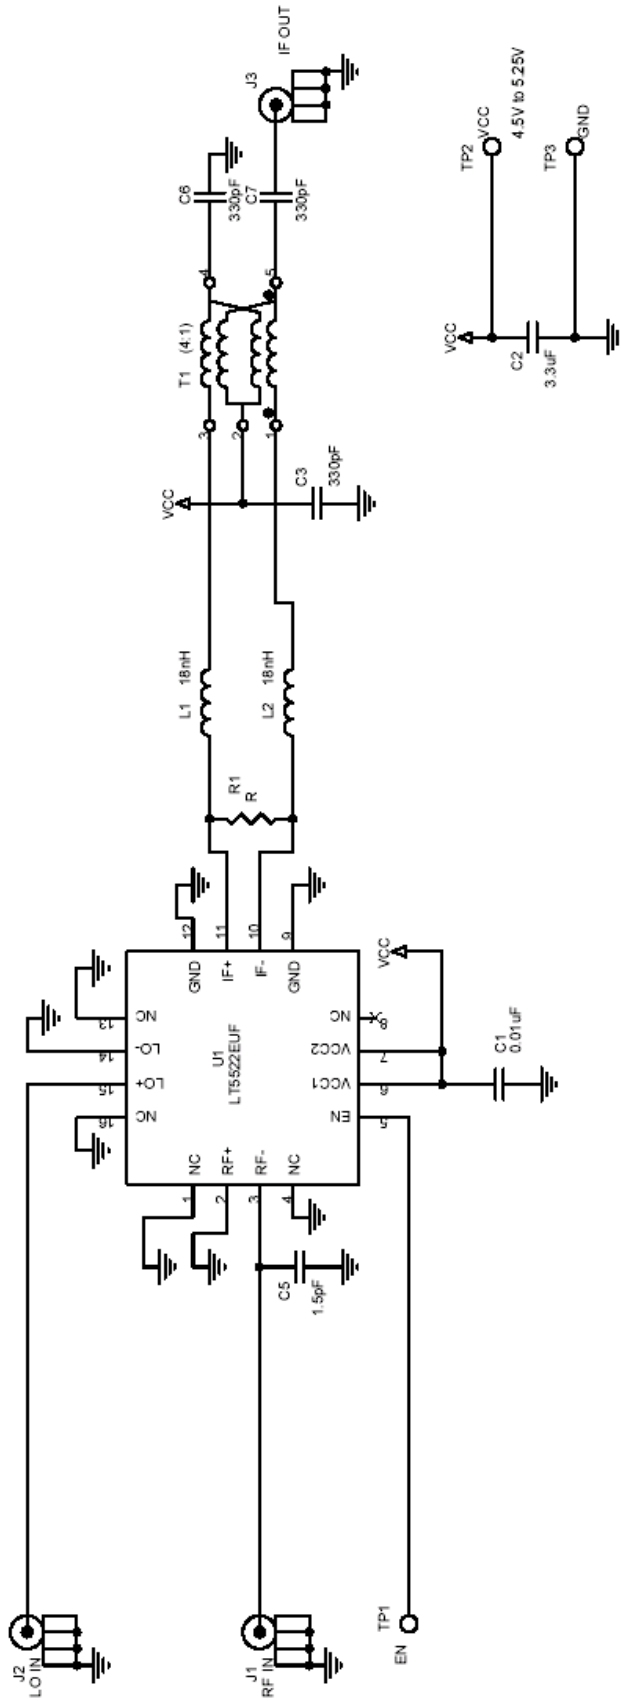 J2
LO IN
J1
RF IN
TP1
EN
C5
1.5pF
1
2
3
4
NC
RF+
RF-
NC
16
15
14
13
NC
LO+
LO-
NC
U1
LT5522EUF
EN
VCC1
VCC2
NC
5
6
7
8
C1
0.01uF
VCC
GND
IF+
IF-
GND
12
11
10
9
R1
R
L1 18nH
L2 18nH
VCC
C3
330pF
T1 (4:1)
3
2
1
4
5
C6
330pF
C7
330pF
J3
IF OUT
VCC
C2
3.3uF
TP2
VCC
4.5V to 5.25V
TP3
GND